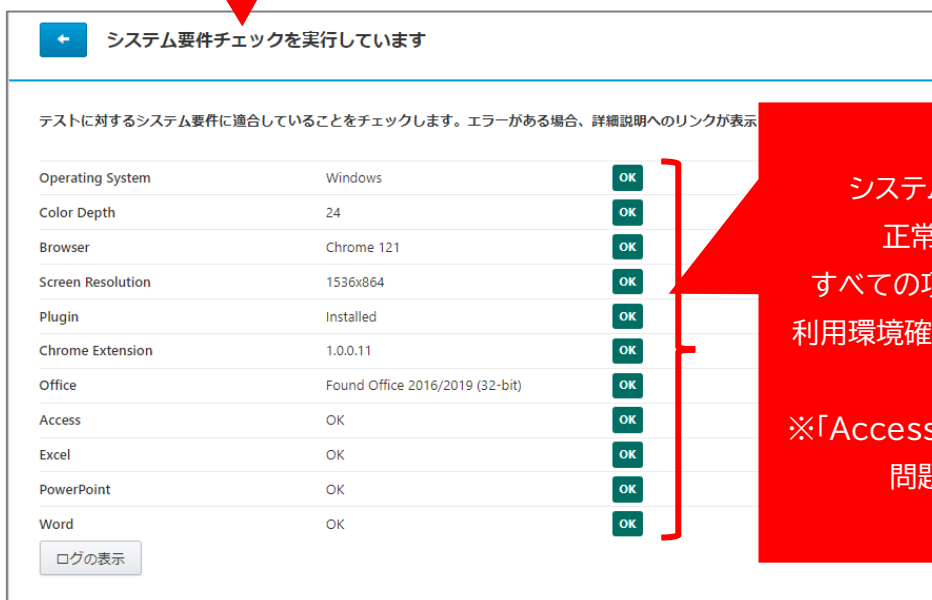 システム要件チェックを実行しています
テストに対するシステム要件に適合していることをチェックします。エラーがある場合、詳細説明へのリンクが表示
Operating System Windows OK
Color Depth 24 OK
Browser Chrome 121 OK
Screen Resolution 1536x864 OK
Plugin Installed OK
Chrome Extension 1.0.0.11 OK
Office Found Office 2016/2019 (32-bit) OK
Access OK OK
Excel OK OK
PowerPoint OK OK
Word OK OK
ログの表示
システ
正常
すべての
利用環境確
※「Access
問題